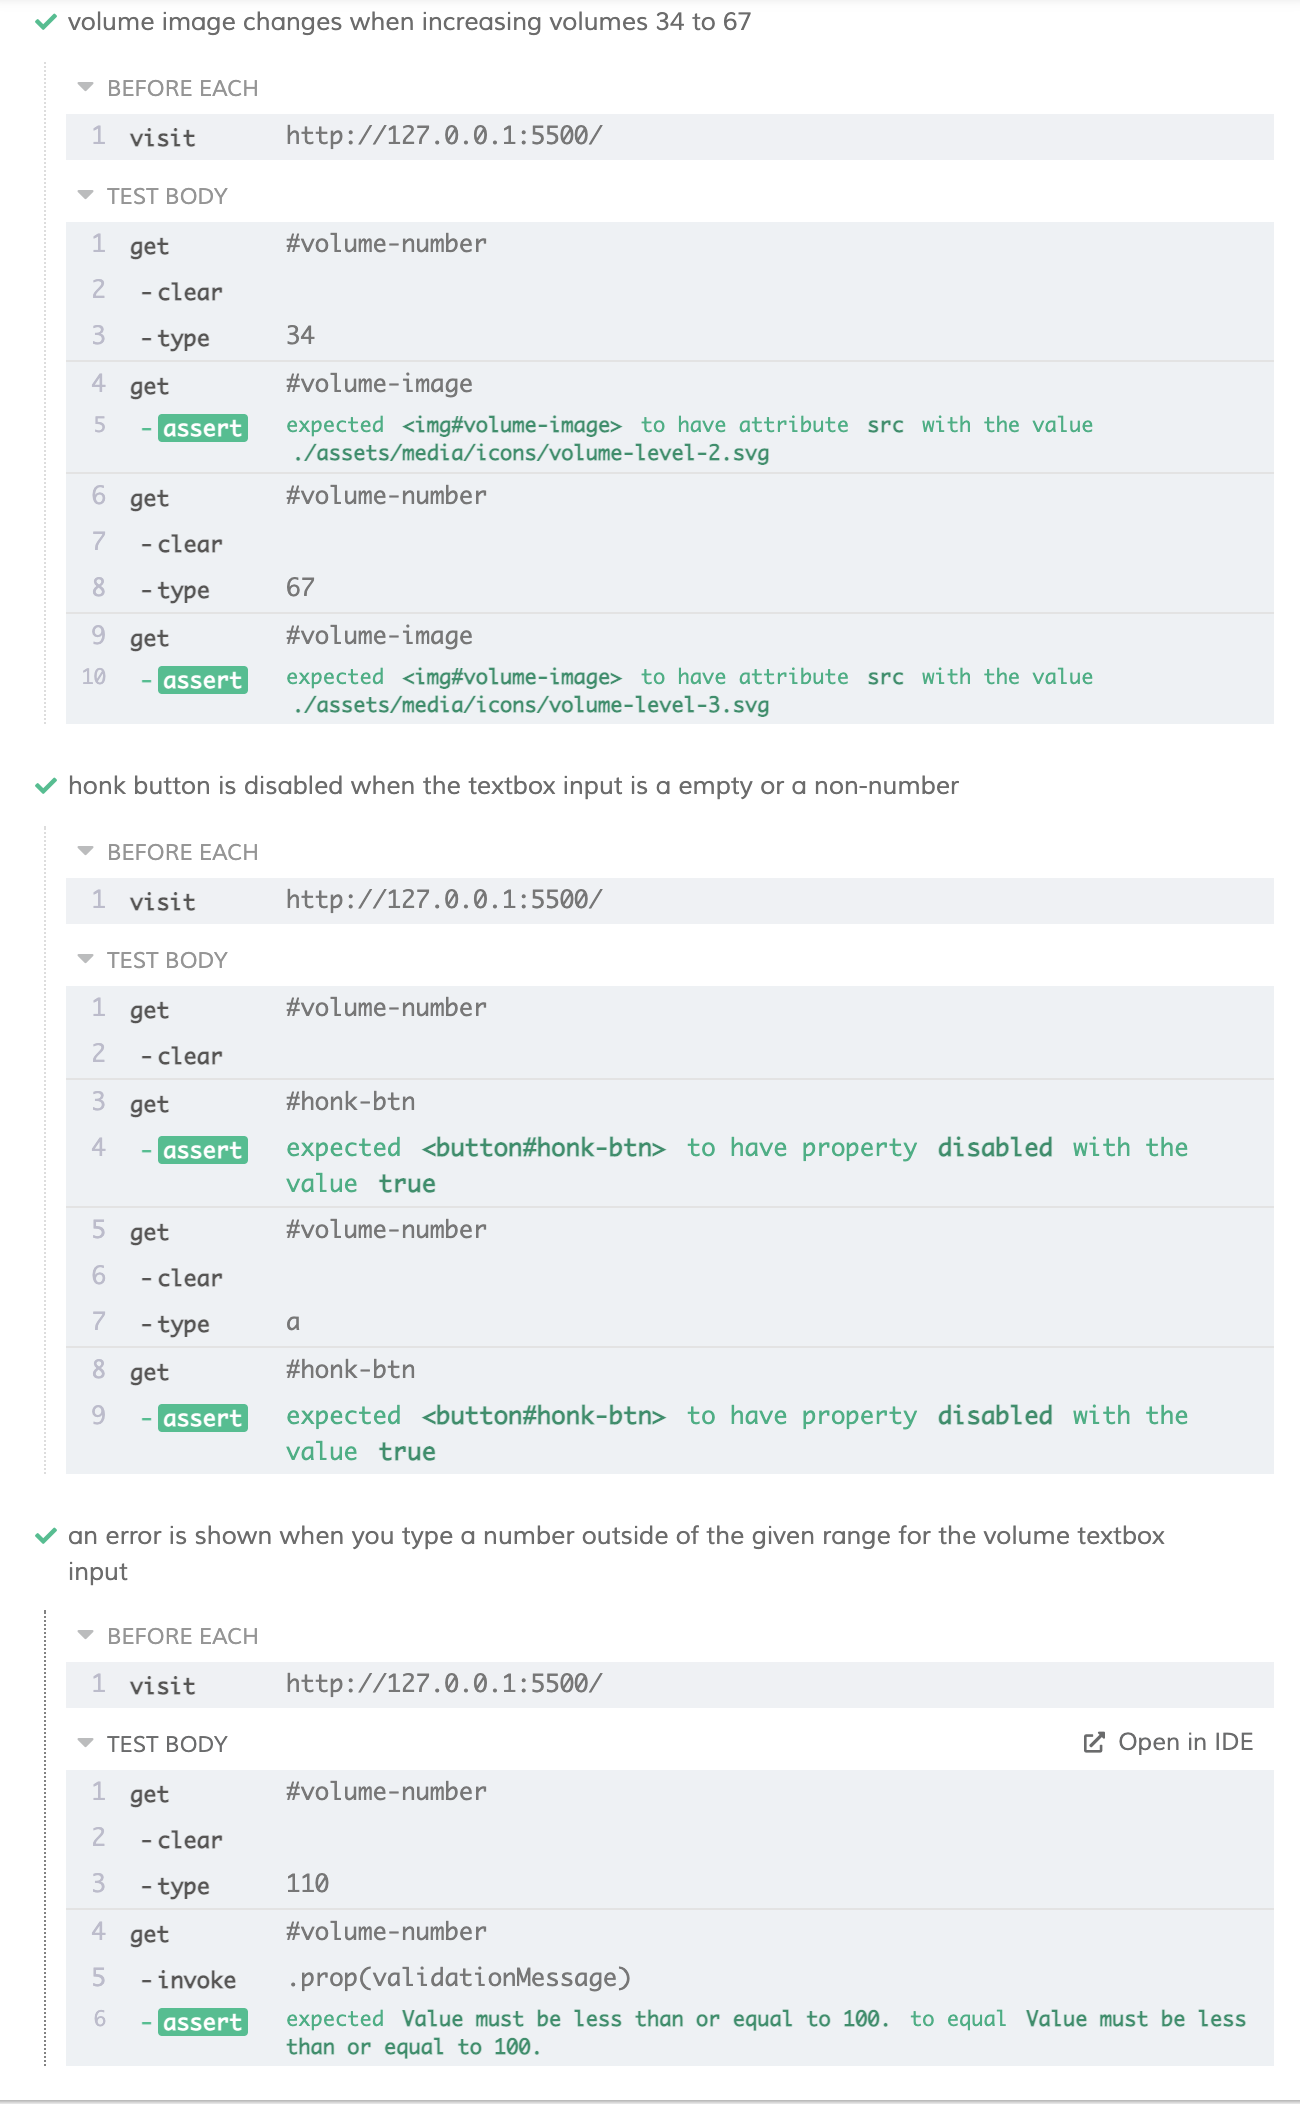 volume image changes when increasing volumes 34 to 67
BEFORE EACH
1 visit http://127.0.0.1:5500/
TEST BODY
1 get #volume-number
2 -clear
3 -type 34
4 get #volume-image
5 -assert expected <img#volume-image> to have attribute src with the value
./assets/media/icons/volume-level-2.svg
6 get #volume-number
7 -clear
8 -type 67
9 get #volume-image
10 -assert expected <img#volume-image> to have attribute src with the value
./assets/media/icons/volume-level-3.svg
honk button is disabled when the textbox input is a empty or a non-number
BEFORE EACH
1 visit http://127.0.0.1:5500/
TEST BODY
1 get #volume-number
2 -clear
3 get #honk-btn
4 -assert expected <button#honk-btn> to have property disabled with the
value true
5 get #volume-number
6 -clear
7 -type a
8 get #honk-btn
9 -assert expected <button#honk-btn> to have property disabled with the
value true
an error is shown when you type a number outside of the given range for the volume textbox
input
BEFORE EACH
1 visit http://127.0.0.1:5500/
TEST BODY Open in IDE
1 get #volume-number
2 -clear
3 -type 110
4 get #volume-number
5 -invoke .prop(validationMessage)
6 -assert expected Value must be less than or equal to 100. to equal Value must be less
than or equal to 100.